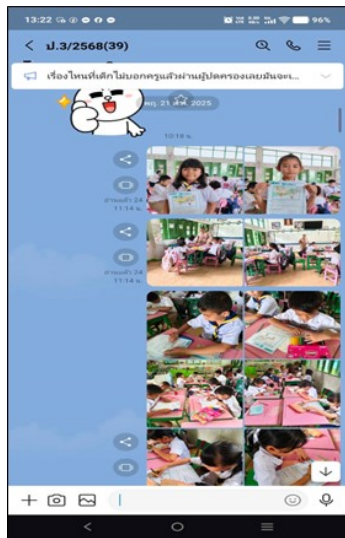 13:22
96%
ป.3/2568(39)
เรื่องไหนที่เด็กไม่บอกครูแล้วผ่านผู้ปกครองเลยมันจะเ...
พฤ. 21 ส.ค. 2025
10:18 น.
อ่านแล้ว 24
11:14 น.
อ่านแล้ว 24
11:14 น.